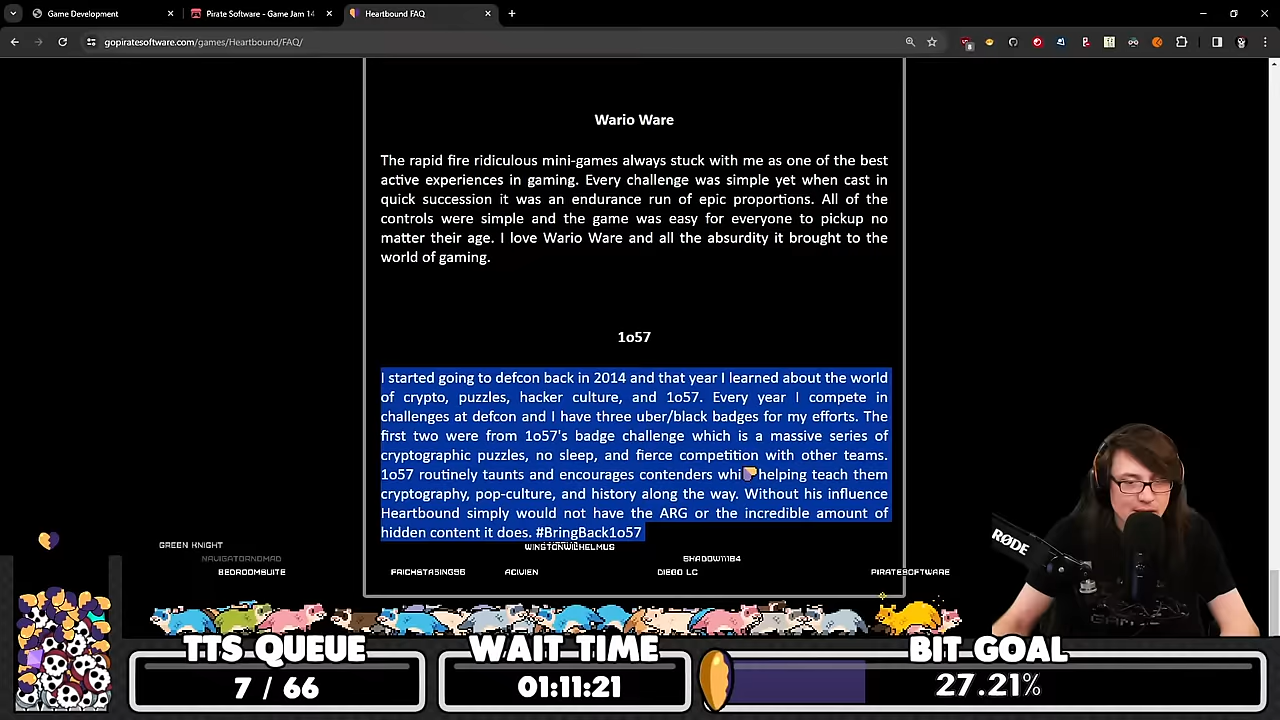 Game Development
Pirate Software - Game Jam 14
Heartbound FAQ
gopiratesoftware.com/games/Heartbound/FAQ/
Wario Ware
The rapid fire ridiculous mini-games always stuck with me as one of the best
active experiences in gaming. Every challenge was simple yet when cast in
quick succession it was an endurance run of epic proportions. All of the
controls were simple and the game was easy for everyone to pickup no
matter their age. I love Wario Ware and all the absurdity it brought to the
world of gaming.
1o57
I started going to defcon back in 2014 and that year I learned about the world
of crypto, puzzles, hacker culture, and 1o57. Every year I compete in
challenges at defcon and I have three uber/black badges for my efforts. The
first two were from 1o57's badge challenge which is a massive series of
cryptographic puzzles, no sleep, and fierce competition with other teams.
1o57 routinely taunts and encourages contenders whi helping teach them
cryptography, pop-culture, and history along the way. Without his influence
Heartbound simply would not have the ARG or the incredible amount of
hidden content it does. #BringBack1o57
GREEN KNIGHT
WINSTONWILHELMUS
NAVIGATORNOMAD
SHADOW1184
BEDROOMSUITE
FRICHSTASING96
ACIVIEN
DIEGO LC
PIRATESOFTWARE
RØDE
TTS QUEUE
7 / 66
WAIT TIME
01:11:21
BIT GOAL
27.21%